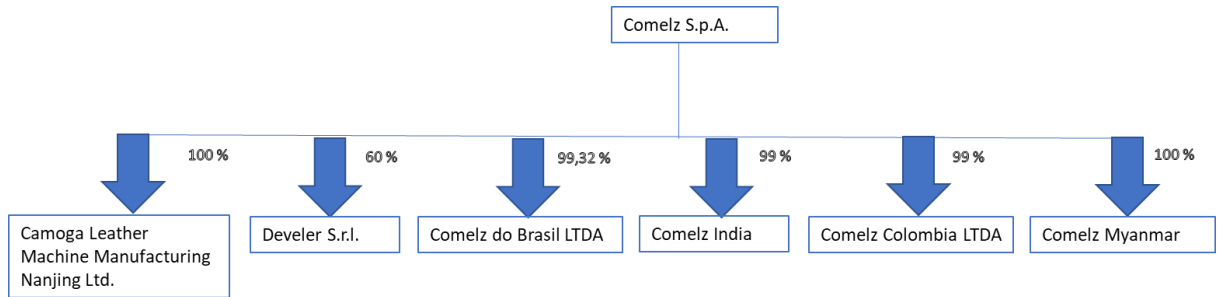 Comelz S.p.A.
100 %
60 %
99,32 %
99 %
99 %
100 %
Camoga Leather
Machine Manufacturing
Nanjing Ltd.
Develer S.r.l.
Comelz do Brasil LTDA
Comelz India
Comelz Colombia LTDA
Comelz Myanmar